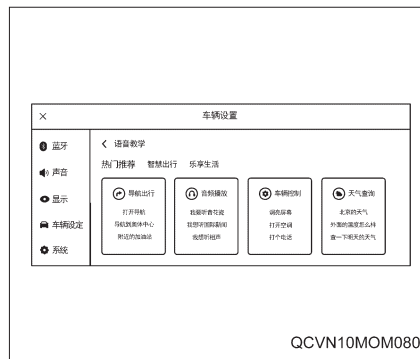 × 车辆设置
蓝牙
声音
显示
车辆设定
系统
语音教学
热门推荐 智慧出行 乐享生活
导航出行
打开导航
导航到奥体中心
附近的加油站
音频播放
我要听音花瓷
我想听国际新闻
我想听相声
车辆控制
调亮屏幕
打开空调
打个电话
天气查询
北京的天气
外面的温度怎么样
查一下明天的天气
QCVN10MOM080